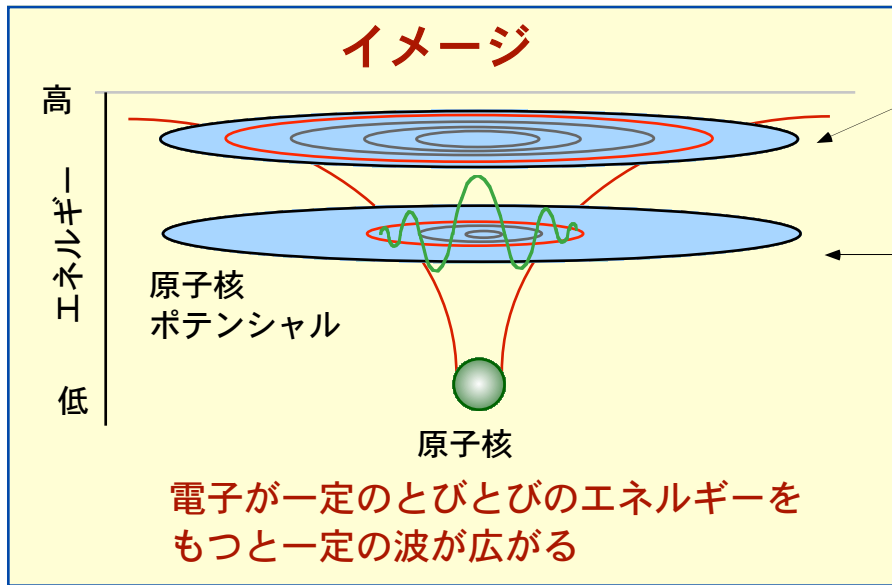 イメージ
高
エネルギー
原子核
ポテンシャル
低
原子核
電子が一定のとびとびのエネルギーを
もつと一定の波が広がる